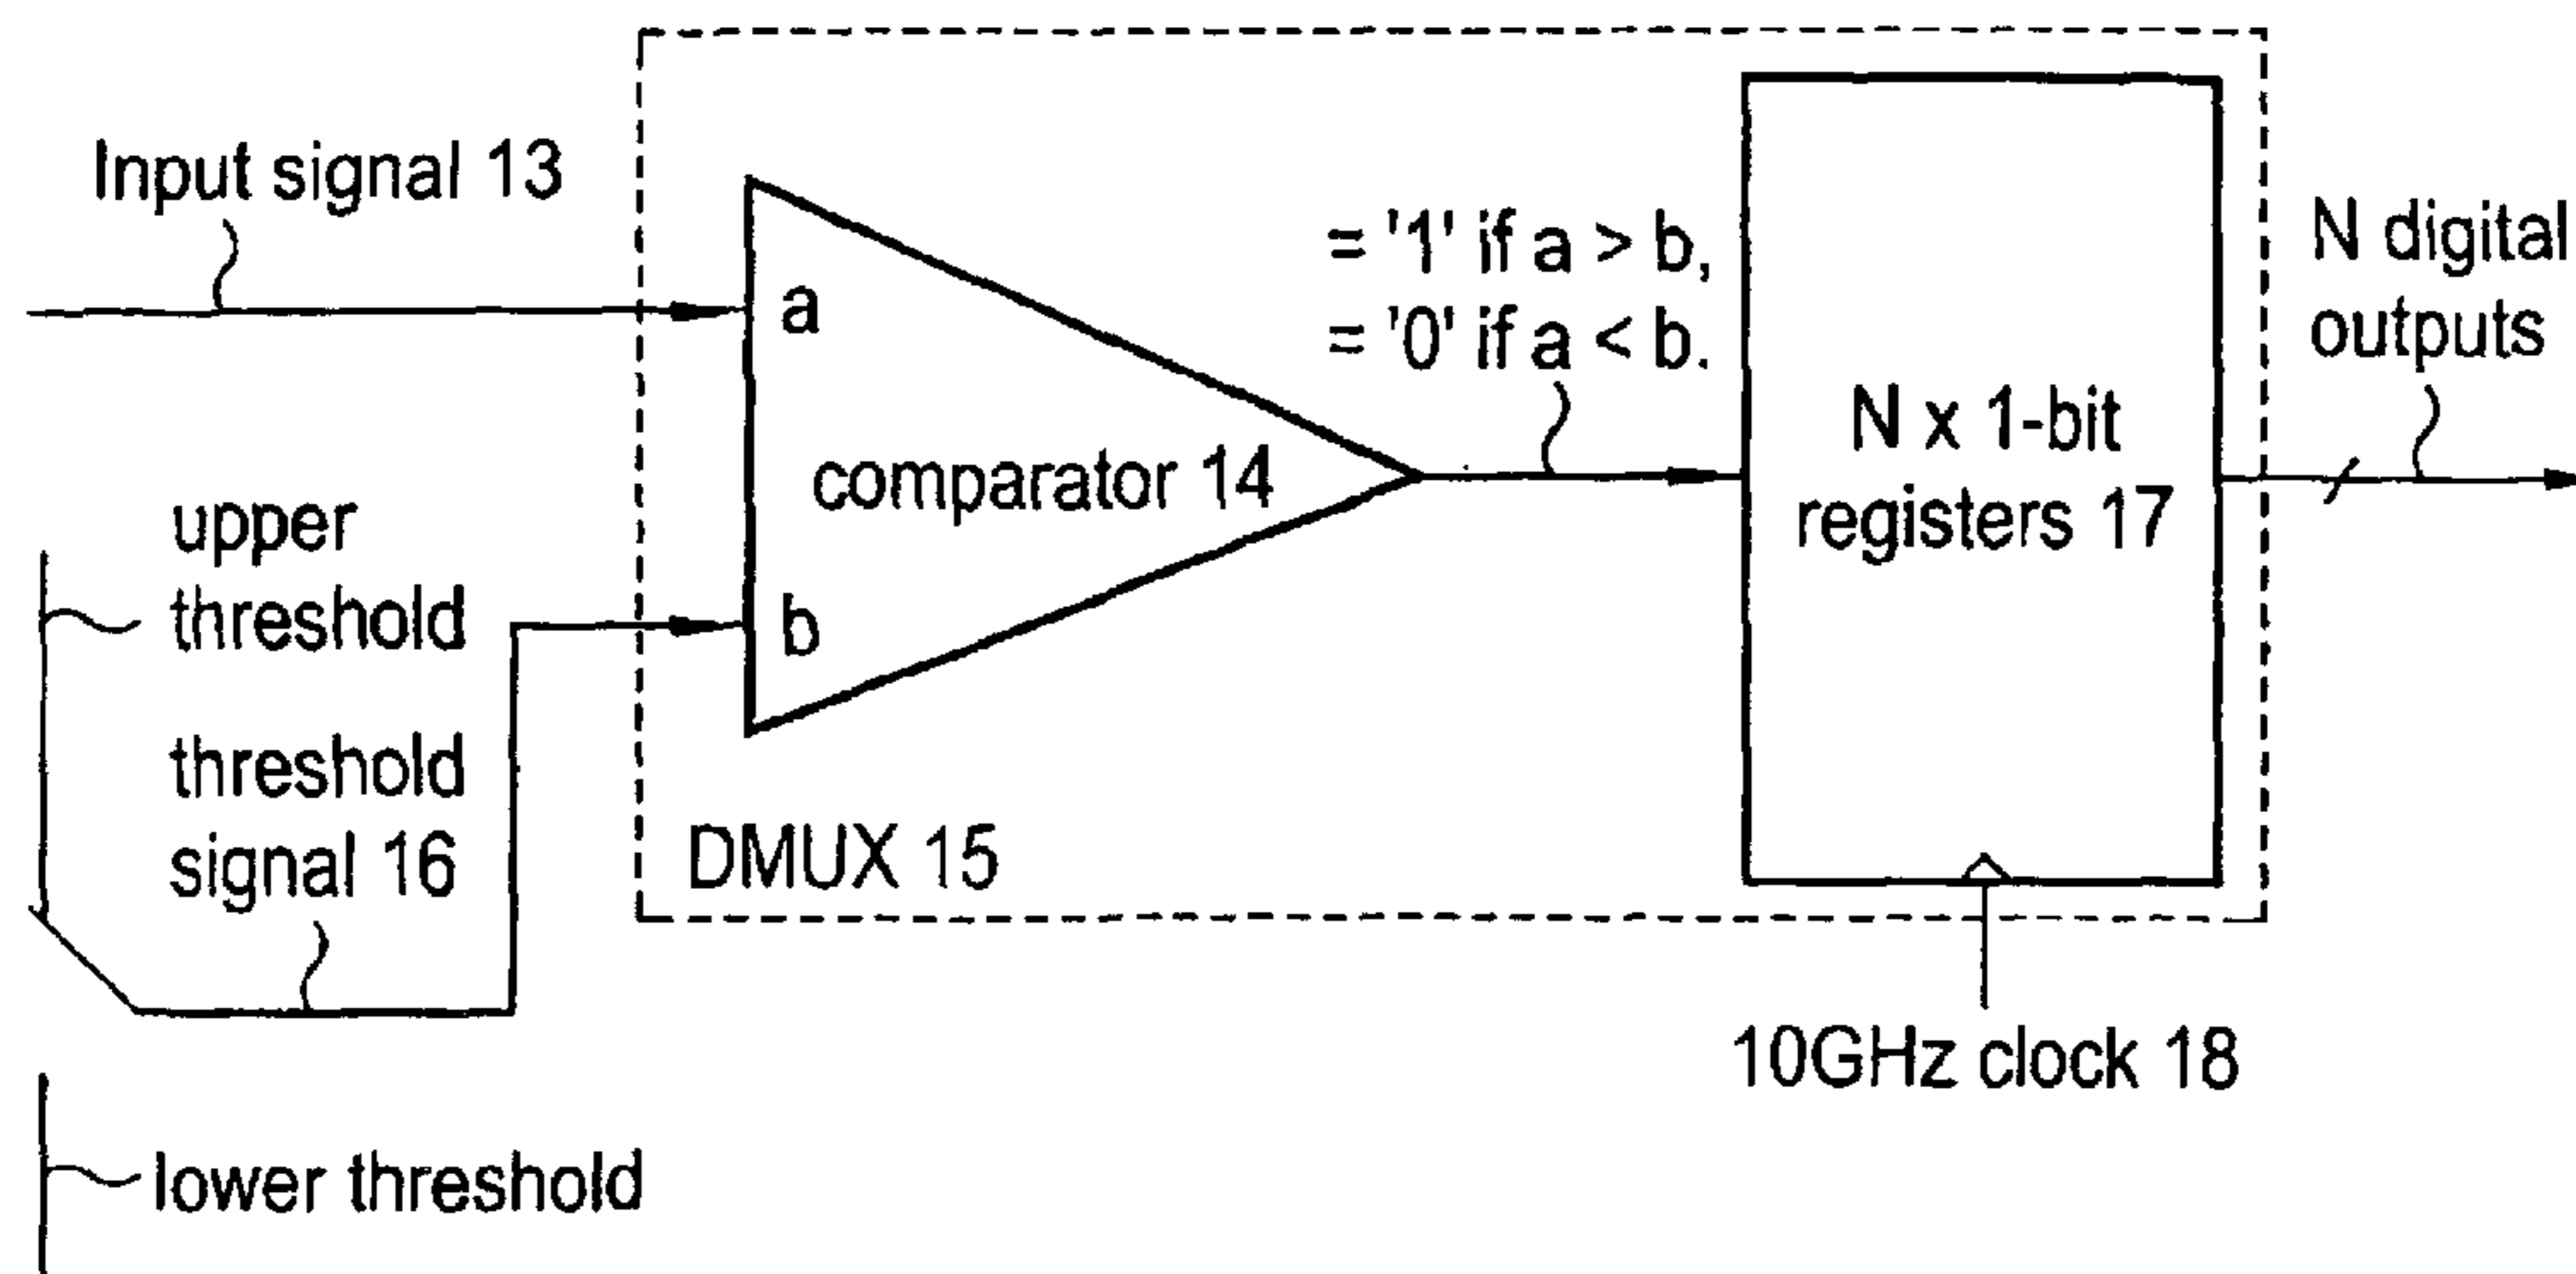 Input signal 13
a
upper
threshold
threshold
signal 16
lower threshold
b
comparator 14
DMUX 15
= '1' if a > b,
= '0' if a < b.
N x 1-bit
registers 17
10GHz clock 18
N digital
outputs